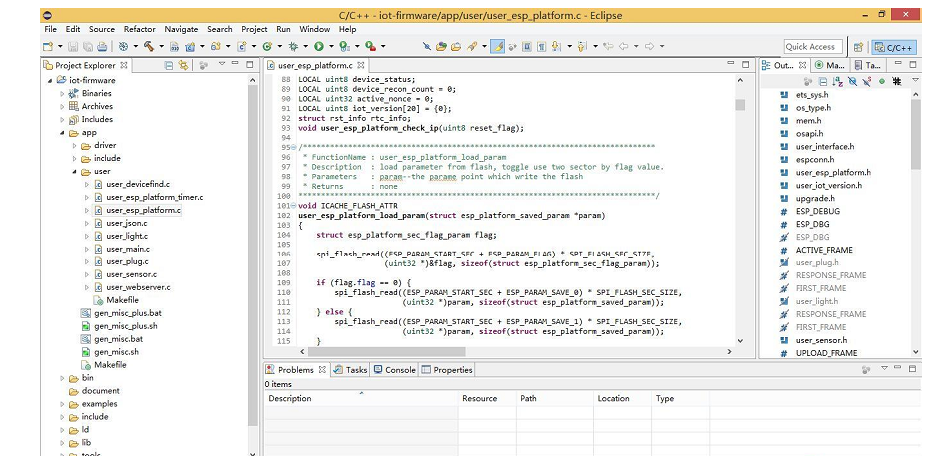 C/C++ - iot-firmware/app/user/user_esp_platform.c - Eclipse
File Edit Source Refactor Navigate Search Project Run Window Help
Quick Access
C/C++
Project Explorer
iot-firmware
Binaries
Archives
Includes
app
driver
include
user
user_devicefind.c
user_esp_platform_timer.c
user_esp_platform.c
user_json.c
user_light.c
user_main.c
user_plug.c
user_sensor.c
user_webserver.c
Makefile
gen_misc_plus.bat
gen_misc_plus.sh
gen_misc.bat
gen_misc.sh
Makefile
bin
document
examples
include
ld
lib
tools
user_esp_platform.c
88 LOCAL uint8 device_status;
89 LOCAL uint8 device_recon_count = 0;
90 LOCAL uint32 active_nonce = 0;
91 LOCAL uint8 iot_version[20] = {0};
92 struct rst_info rtc_info;
93 void user_esp_platform_check_ip(uint8 reset_flag);
94
95 /******************************************************************************
96  * FunctionName : user_esp_platform_load_param
97  * Description  : load parameter from flash, toggle use two sector by flag value.
98  * Parameters   : param--the parame point which write the flash
99  * Returns      : none
100 *******************************************************************************/
101 void ICACHE_FLASH_ATTR
102 user_esp_platform_load_param(struct esp_platform_saved_param *param)
103 {
104     struct esp_platform_sec_flag_param flag;
105
106     spi_flash_read((ESP_PARAM_START_SEC + ESP_PARAM_FLAG) * SPI_FLASH_SEC_SIZE,
107                    (uint32 *)&flag, sizeof(struct esp_platform_sec_flag_param));
108
109     if (flag.flag == 0) {
110         spi_flash_read((ESP_PARAM_START_SEC + ESP_PARAM_SAVE_0) * SPI_FLASH_SEC_SIZE,
111                        (uint32 *)param, sizeof(struct esp_platform_saved_param));
112     } else {
113         spi_flash_read((ESP_PARAM_START_SEC + ESP_PARAM_SAVE_1) * SPI_FLASH_SEC_SIZE,
114                        (uint32 *)param, sizeof(struct esp_platform_saved_param));
115     }
Out... Ma... Ta...
ets_sys.h
os_type.h
mem.h
osapi.h
user_interface.h
espconn.h
user_esp_platform.h
user_iot_version.h
upgrade.h
# ESP_DEBUG
# ESP_DBG
# ESP_DBG
# ACTIVE_FRAME
user_plug.h
# RESPONSE_FRAME
# FIRST_FRAME
user_light.h
# RESPONSE_FRAME
# FIRST_FRAME
user_sensor.h
# UPLOAD_FRAME
Problems Tasks Console Properties
0 items
Description Resource Path Location Type